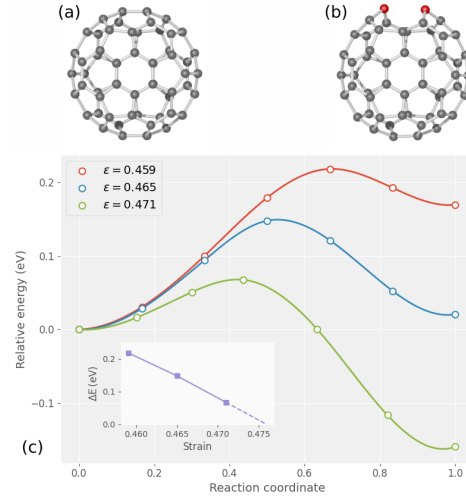 (a)
(b)
ε = 0.459
ε = 0.465
ε = 0.471
Relative energy (eV)
0.2
0.1
0.0
−0.1
ΔE (eV)
0.2
0.1
0.0
0.460
0.465
0.470
0.475
Strain
(c)
0.0
0.2
0.4
0.6
0.8
1.0
Reaction coordinate